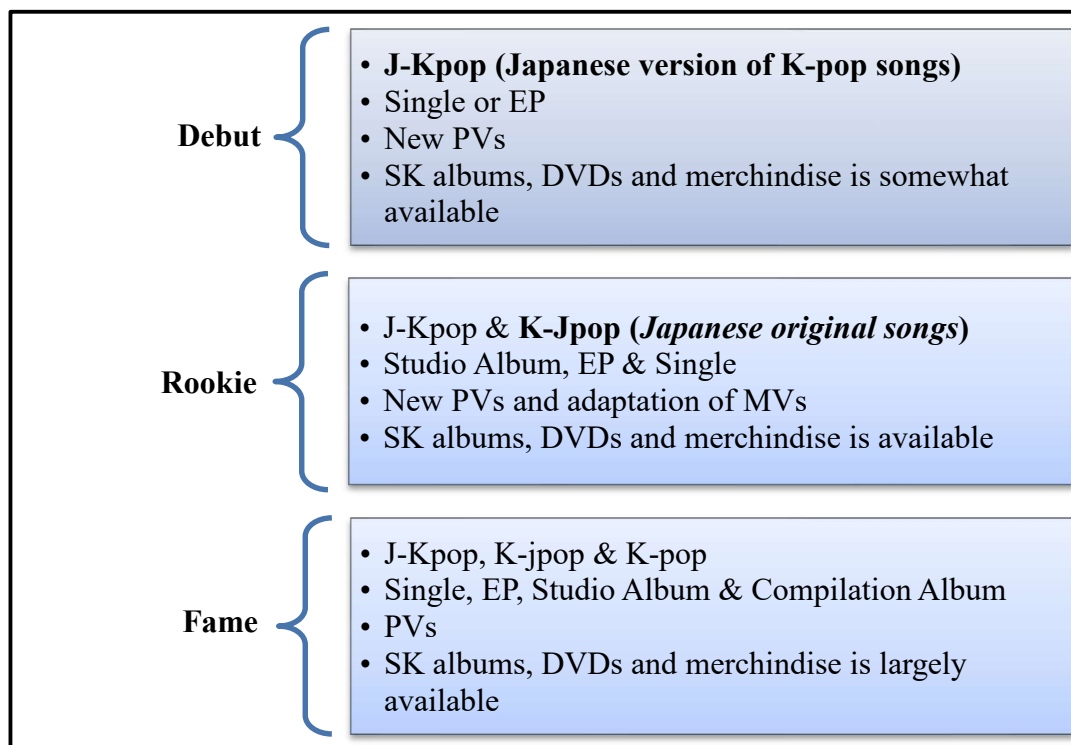 Debut
• J-Kpop (Japanese version of K-pop songs)
• Single or EP
• New PVs
• SK albums, DVDs and merchindise is somewhat
available
Rookie
• J-Kpop & K-Jpop (Japanese original songs)
• Studio Album, EP & Single
• New PVs and adaptation of MVs
• SK albums, DVDs and merchindise is available
Fame
• J-Kpop, K-jpop & K-pop
• Single, EP, Studio Album & Compilation Album
• PVs
• SK albums, DVDs and merchindise is largely
available